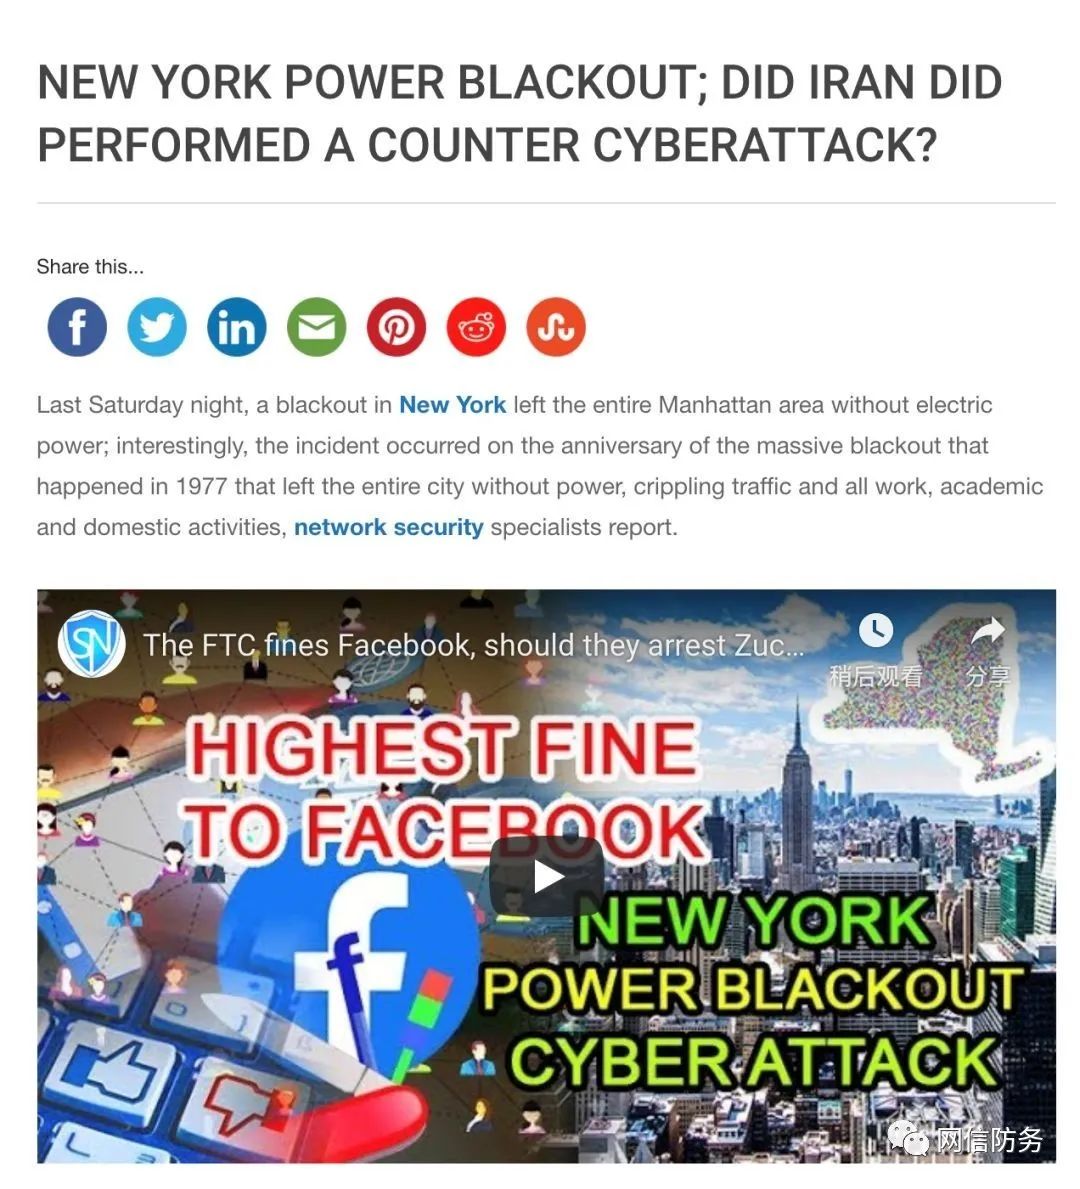 NEW YORK POWER BLACKOUT; DID IRAN DID
PERFORMED A COUNTER CYBERATTACK?
Share this...
Last Saturday night, a blackout in New York left the entire Manhattan area without electric
power; interestingly, the incident occurred on the anniversary of the massive blackout that
happened in 1977 that left the entire city without power, crippling traffic and all work, academic
and domestic activities, network security specialists report.
SN
The FTC fines Facebook, should they arrest Zuc...
稍后观看
分享
HIGHEST FINE
TO FACEBOOK
NEW YORK
POWER BLACKOUT
CYBER ATTACK
网信防务